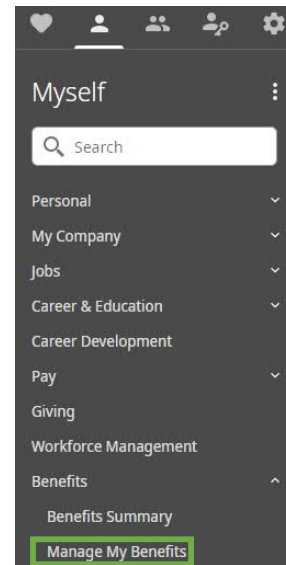 Myself
Search
Personal
My Company
Jobs
Career & Education
Career Development
Pay
Giving
Workforce Management
Benefits
Benefits Summary
Manage My Benefits